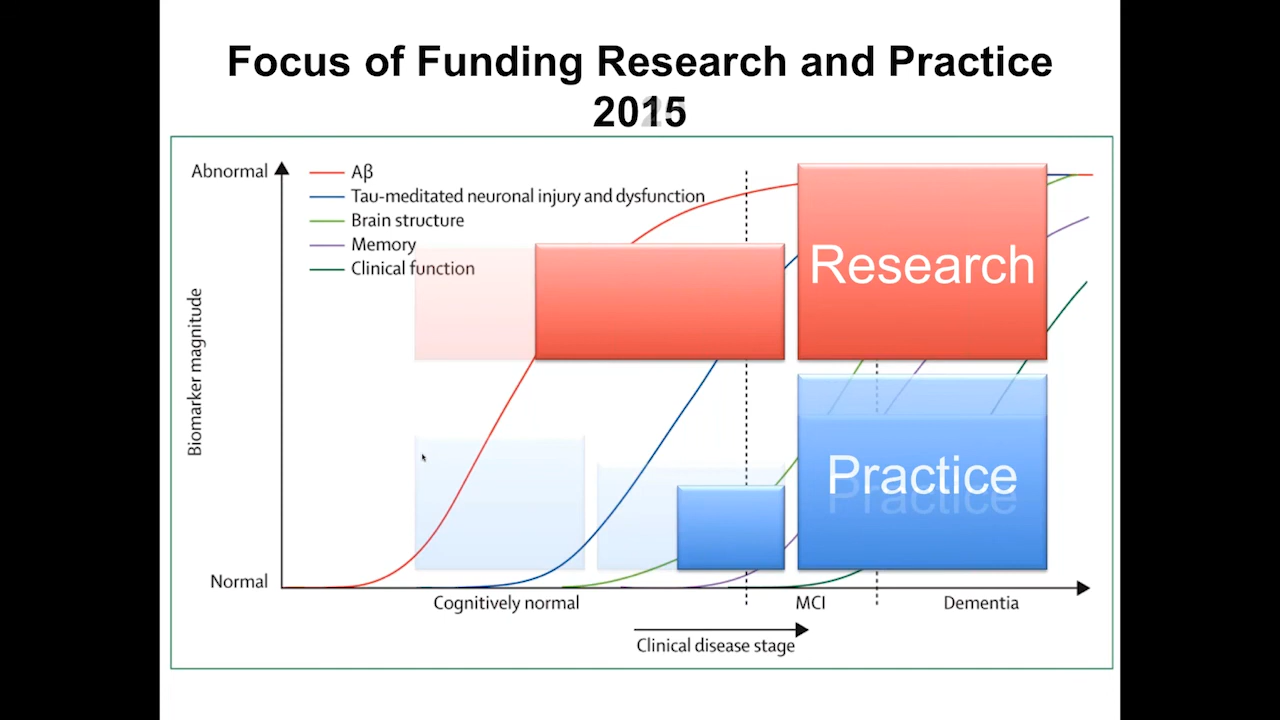 Focus of Funding Research and Practice
2015
Abnormal
Aβ
Tau-meditated neuronal injury and dysfunction
Brain structure
Memory
Clinical function
Biomarker magnitude
Research
Practice
Normal
Cognitively normal
MCI
Dementia
Clinical disease stage